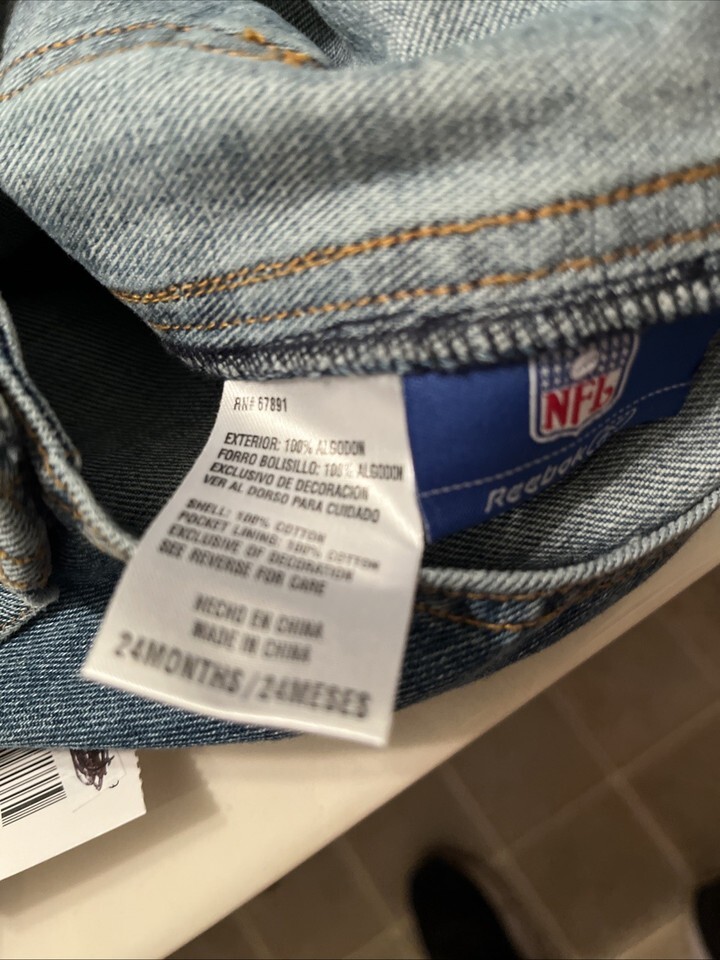 RN# 67891
EXTERIOR: 100% ALGODON
FORRO BOLISILLO: 100% ALGODON
EXCLUSIVO DE DECORACION
VER AL DORSO PARA CUIDADO
SHELL: 100% COTTON
POCKET LINING: 100% COTTON
EXCLUSIVE OF DECORATION
SEE REVERSE FOR CARE
HECHO EN CHINA
MADE IN CHINA
24MONTHS/24MESES
NFL
Reebok